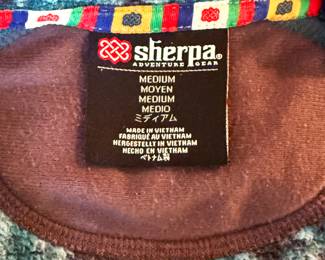 sherpa®
ADVENTURE GEAR
MEDIUM
MOYEN
MEDIUM
MEDIO
ミディアム
MADE IN VIETNAM
FABRIQUÉ AU VIETNAM
HERGESTELLT IN VIETNAM
HECHO EN VIETNAM
ベトナム製